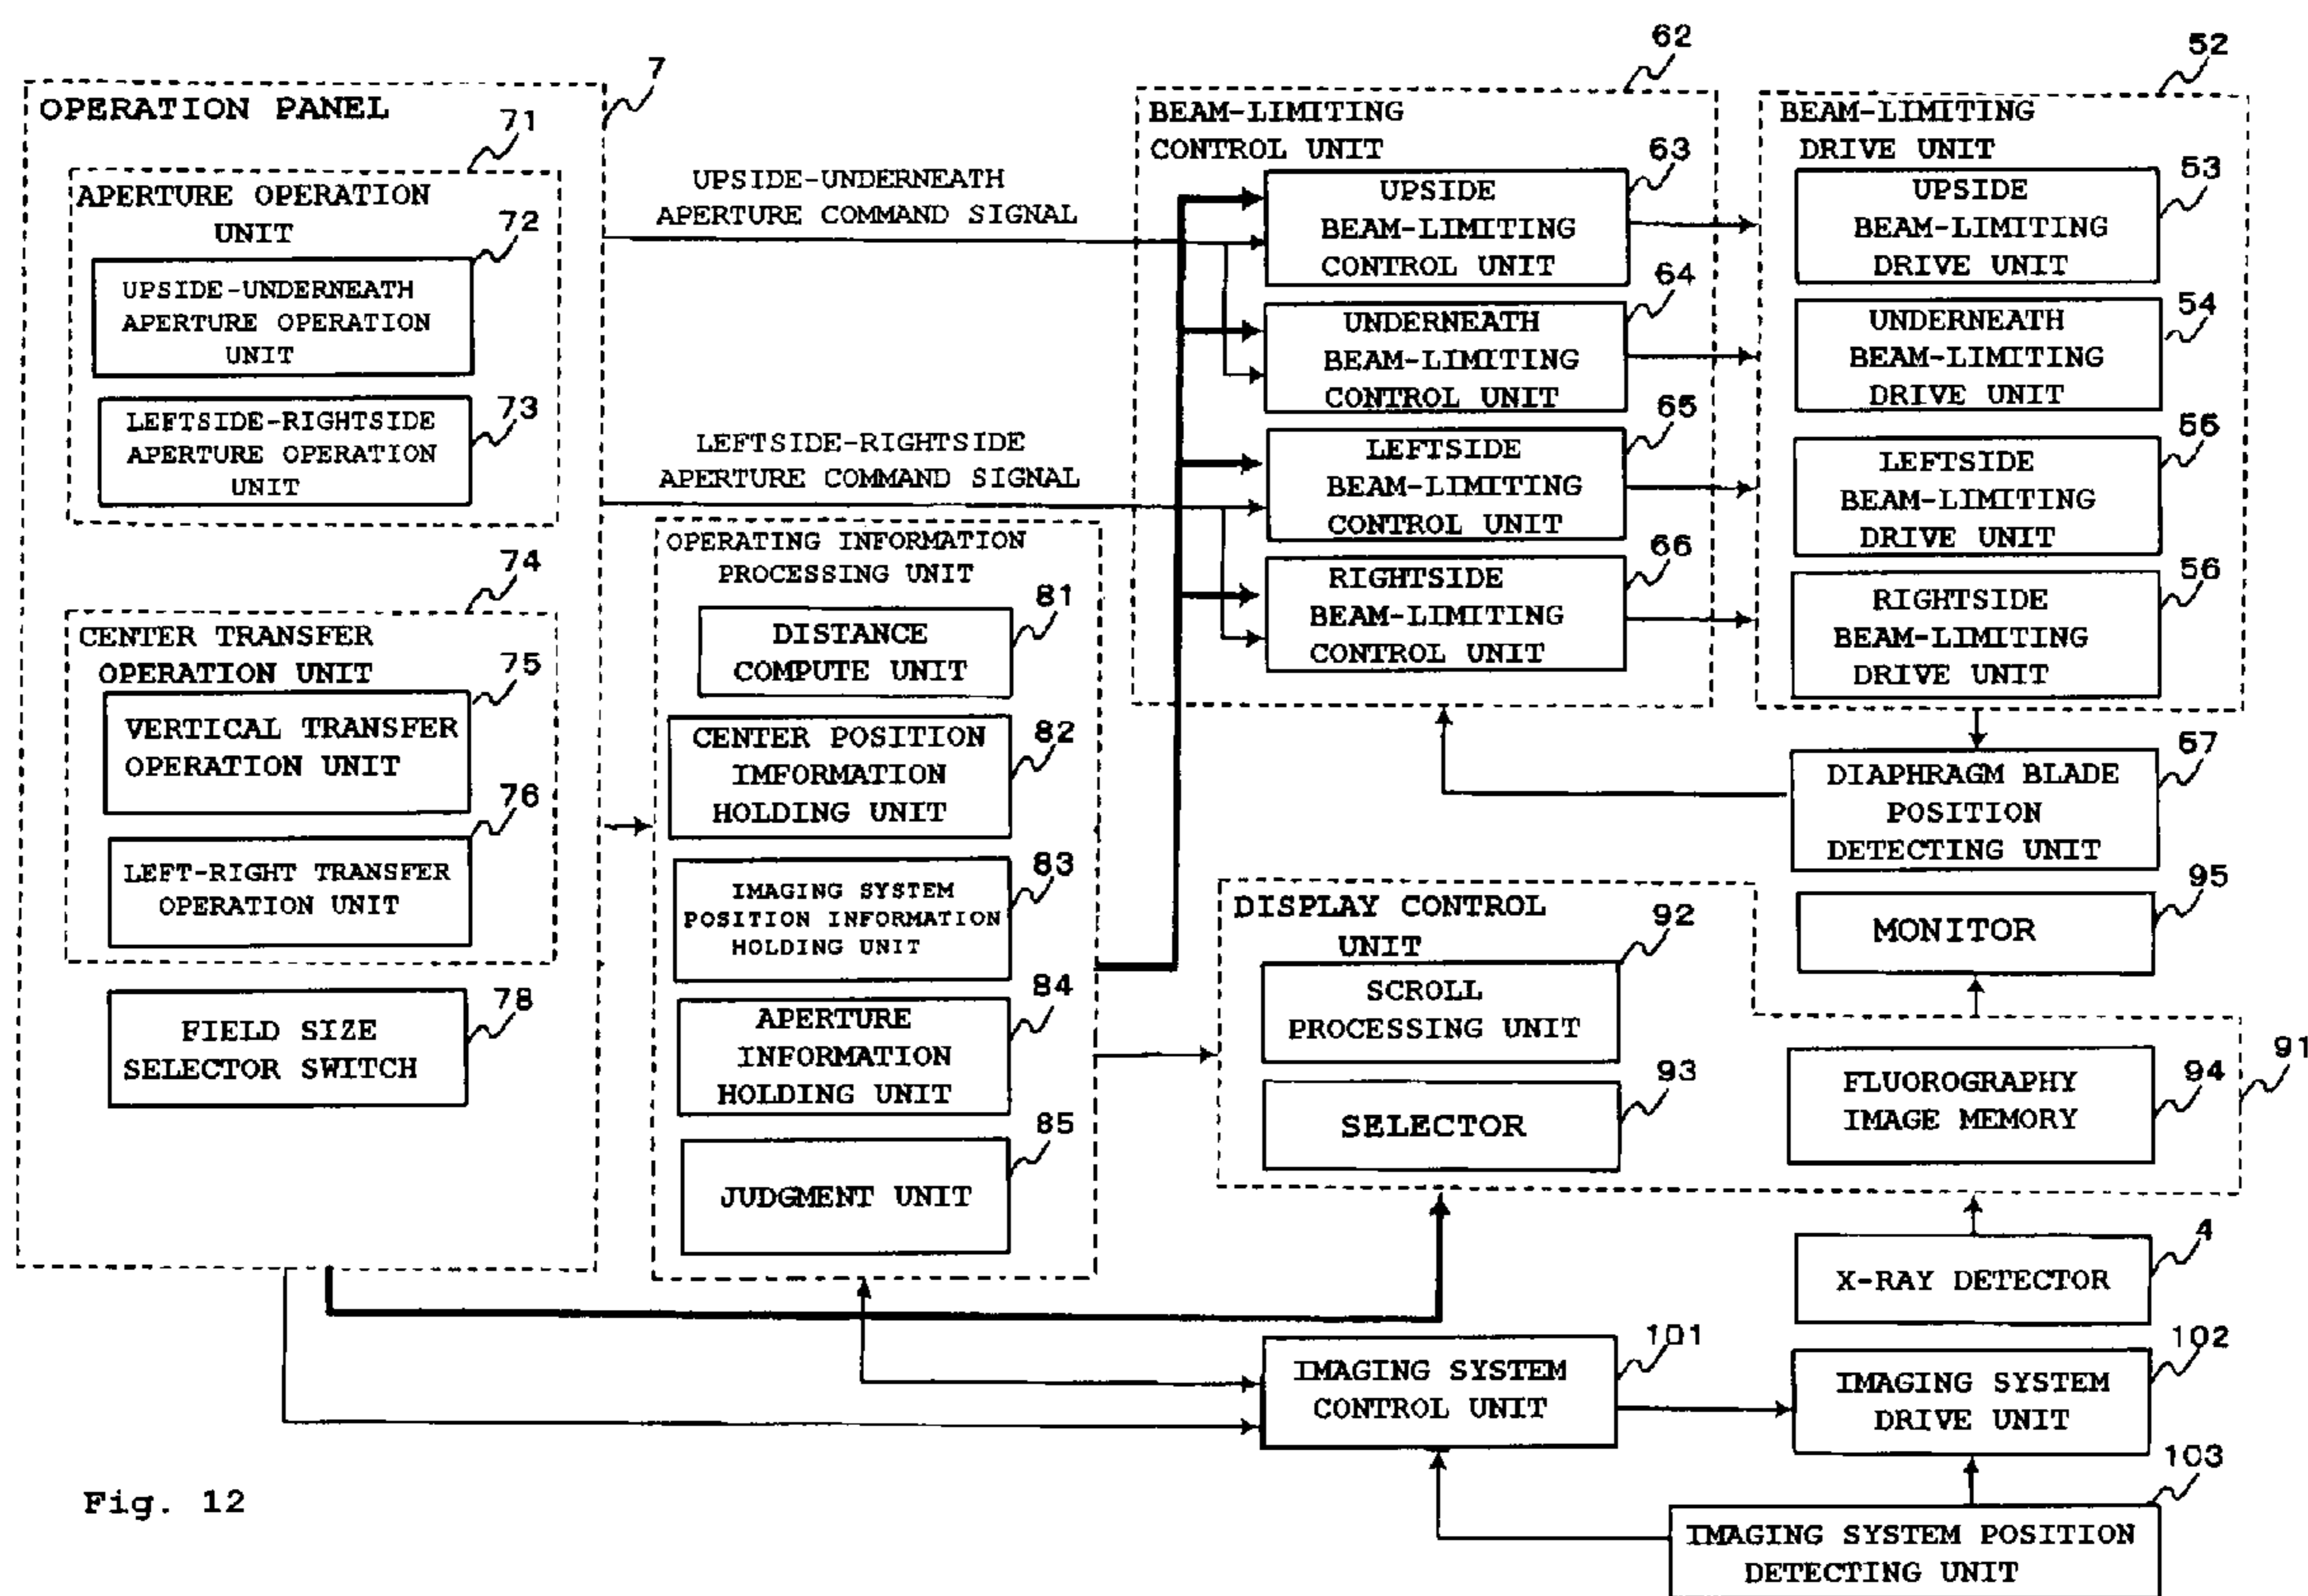 7
OPERATION PANEL
71
APERTURE OPERATION
UNIT
72
UPSIDE-UNDERNEATH
APERTURE OPERATION
UNIT
73
LEFTSIDE-RIGHTSIDE
APERTURE OPERATION
UNIT
74
CENTER TRANSFER
OPERATION UNIT
75
VERTICAL TRANSFER
OPERATION UNIT
76
LEFT-RIGHT TRANSFER
OPERATION UNIT
78
FIELD SIZE
SELECTOR SWITCH
UPSIDE-UNDERNEATH
APERTURE COMMAND SIGNAL
LEFTSIDE-RIGHTSIDE
APERTURE COMMAND SIGNAL
OPERATING INFORMATION
PROCESSING UNIT
81
DISTANCE
COMPUTE UNIT
82
CENTER POSITION
IMFORMATION
HOLDING UNIT
83
IMAGING SYSTEM
POSITION INFORMATION
HOLDING UNIT
84
APERTURE
INFORMATION
HOLDING UNIT
85
JUDGMENT UNIT
62
BEAM-LIMITING
CONTROL UNIT
63
UPSIDE
BEAM-LIMITING
CONTROL UNIT
64
UNDERNEATH
BEAM-LIMITING
CONTROL UNIT
65
LEFTSIDE
BEAM-LIMITING
CONTROL UNIT
66
RIGHTSIDE
BEAM-LIMITING
CONTROL UNIT
52
BEAM-LIMITING
DRIVE UNIT
53
UPSIDE
BEAM-LIMITING
DRIVE UNIT
54
UNDERNEATH
BEAM-LIMITING
DRIVE UNIT
55
LEFTSIDE
BEAM-LIMITING
DRIVE UNIT
56
RIGHTSIDE
BEAM-LIMITING
DRIVE UNIT
57
DIAPHRAGM BLADE
POSITION
DETECTING UNIT
95
MONITOR
DISPLAY CONTROL
UNIT
92
SCROLL
PROCESSING UNIT
93
SELECTOR
91
94
FLUOROGRAPHY
IMAGE MEMORY
4
X-RAY DETECTOR
101
IMAGING SYSTEM
CONTROL UNIT
102
IMAGING SYSTEM
DRIVE UNIT
103
IMAGING SYSTEM POSITION
DETECTING UNIT
Fig. 12